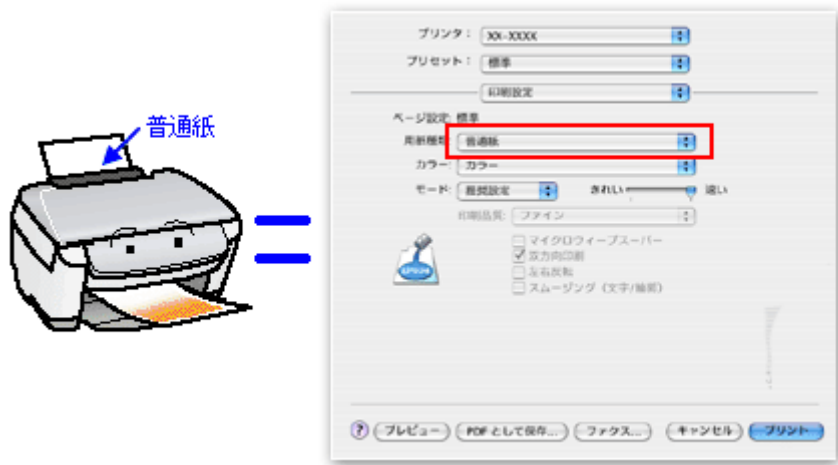 普通紙
プリンタ: XX-XXXX
プリセット: 標準
印刷設定
ページ設定: 標準
用紙種類: 普通紙
カラー: カラー
モード: 推奨設定 きれい 速い
印刷品質: ファイン
マイクロウィーブスーパー
双方向印刷
左右反転
スムージング (文字/輪郭)
EPSON
? プレビュー PDF として保存... ファクス... キャンセル プリント